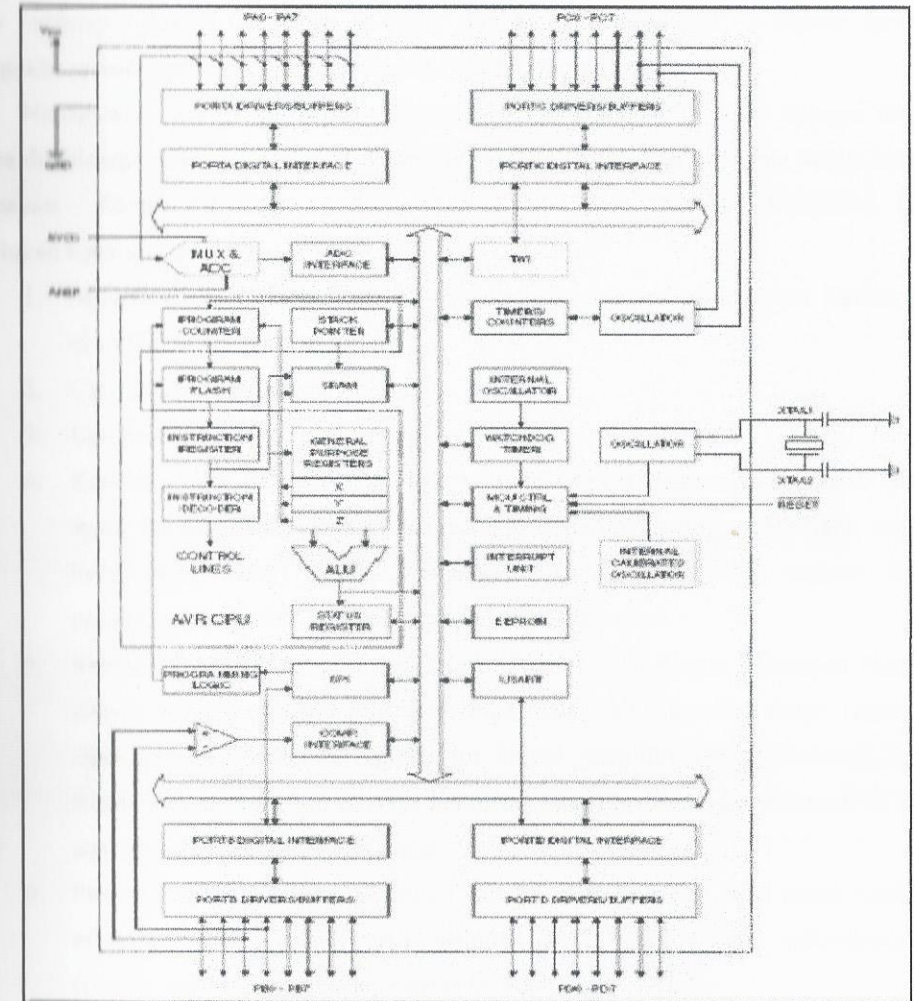 PA0 - PA7
PC0 - PC7
VCC
PORTA DRIVERS/BUFFERS
PORTC DRIVERS/BUFFERS
GND
PORTA DIGITAL INTERFACE
PORTC DIGITAL INTERFACE
AVCC
MUX &
ADC
ADC
INTERFACE
TWI
AREF
PROGRAM
COUNTER
STACK
POINTER
TIMERS/
COUNTERS
OSCILLATOR
PROGRAM
FLASH
SRAM
INTERNAL
OSCILLATOR
XTAL1
INSTRUCTION
REGISTER
GENERAL
PURPOSE
REGISTERS
WATCHDOG
TIMER
OSCILLATOR
X
XTAL2
INSTRUCTION
DECODER
Y
MCU CTRL.
& TIMING
RESET
Z
CONTROL
LINES
ALU
INTERRUPT
UNIT
INTERNAL
CALIBRATED
OSCILLATOR
AVR CPU
STATUS
REGISTER
EEPROM
PROGRAMMING
LOGIC
SPI
USART
+
-
COMP.
INTERFACE
PORTB DIGITAL INTERFACE
PORTD DIGITAL INTERFACE
PORTB DRIVERS/BUFFERS
PORTD DRIVERS/BUFFERS
PB0 - PB7
PD0 - PD7